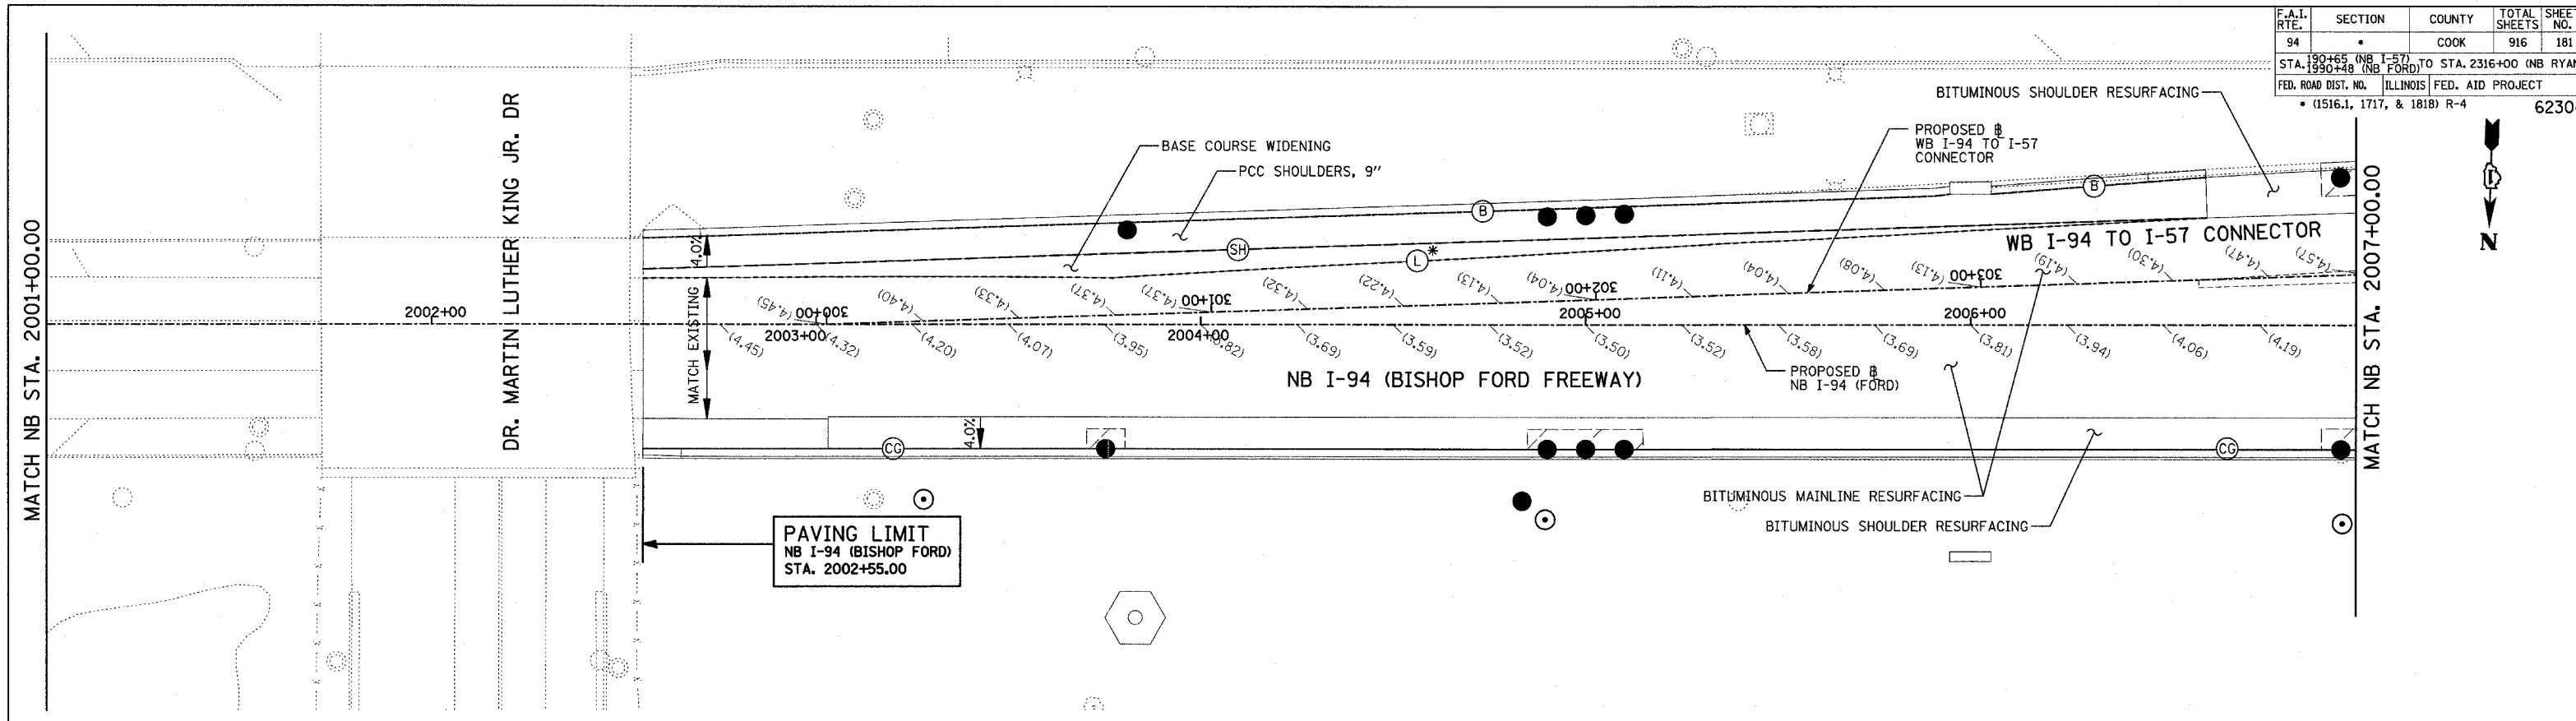 F.A.I. RTE. SECTION COUNTY TOTAL SHEETS SHEET NO.
94 * COOK 916 181
STA. 190+65 (NB I-57) TO STA. 2316+00 (NB RYAN
1990+48 (NB FORD)
FED. ROAD DIST. NO. ILLINOIS FED. AID PROJECT
* (1516.1, 1717, & 1818) R-4
6230
N
MATCH NB STA. 2001+00.00
DR. MARTIN LUTHER KING JR. DR
BASE COURSE WIDENING
PCC SHOULDERS, 9"
BITUMINOUS SHOULDER RESURFACING
PROPOSED ℄
WB I-94 TO I-57
CONNECTOR
B
B
SH
L*
4.0%
WB I-94 TO I-57 CONNECTOR
MATCH EXISTING
(4.45) (4.40) (4.33) (4.37) (4.37) (4.32) (4.22) (4.13) (4.04) (4.11) (4.04) (4.08) (4.13) (4.19) (4.30) (4.47) (4.57)
300+00 301+00 302+00 303+00
2002+00 2003+00 2004+00 2005+00 2006+00
(4.45) (4.32) (4.20) (4.07) (3.95) (3.82) (3.69) (3.59) (3.52) (3.50) (3.52) (3.58) (3.69) (3.81) (3.94) (4.06) (4.19)
NB I-94 (BISHOP FORD FREEWAY)
PROPOSED ℄
NB I-94 (FORD)
4.0%
CG
CG
BITUMINOUS MAINLINE RESURFACING
BITUMINOUS SHOULDER RESURFACING
PAVING LIMIT
NB I-94 (BISHOP FORD)
STA. 2002+55.00
MATCH NB STA. 2007+00.00